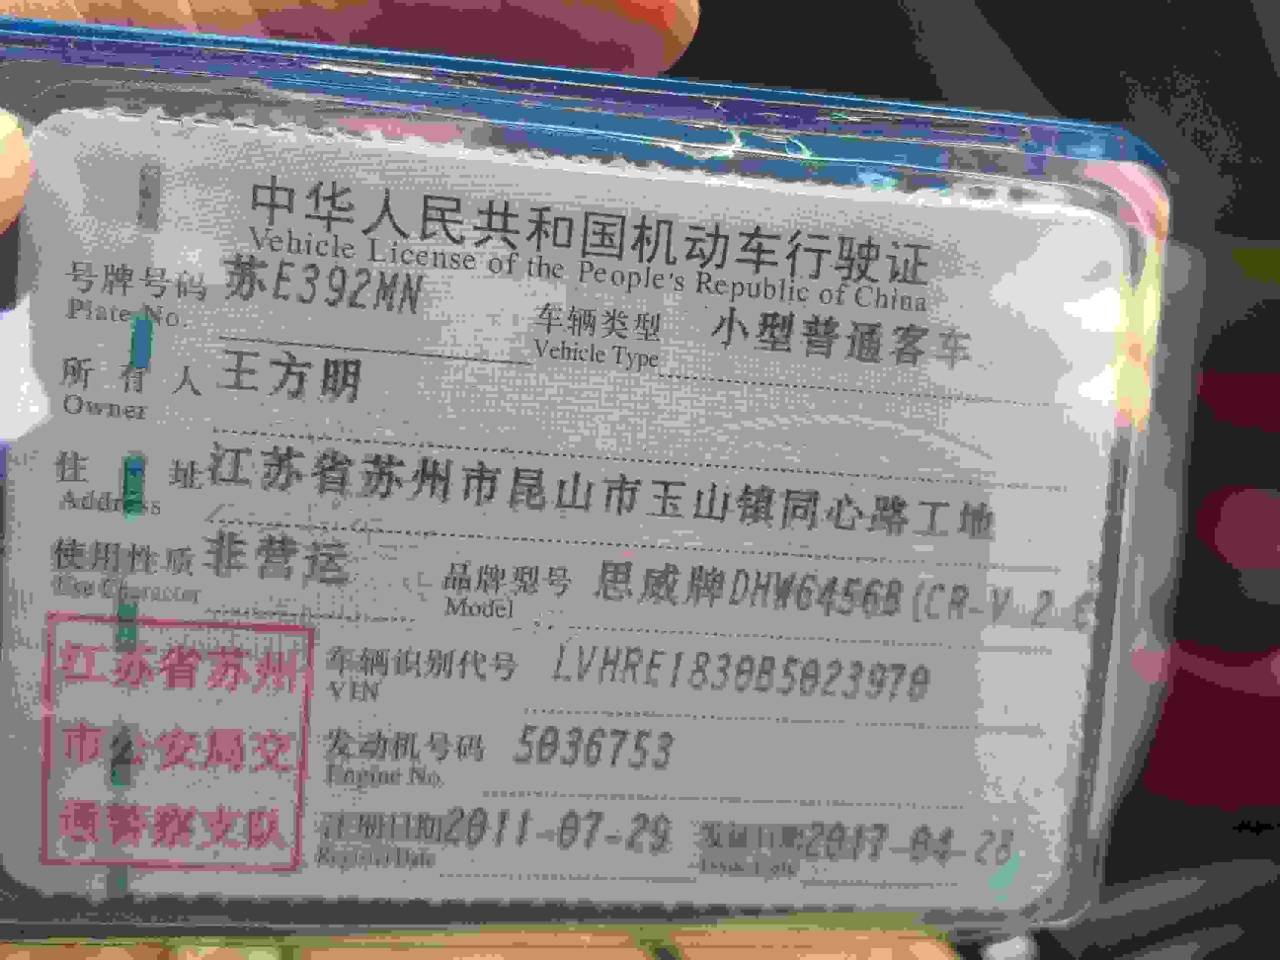 中华人民共和国机动车行驶证
Vehicle License of the People's Republic of China
号牌号码 苏E392MN
Plate No.
车辆类型 小型普通客车
Vehicle Type
所有人 王方明
Owner
住址 江苏省苏州市昆山市玉山镇同心路工地
Address
使用性质 非营运
Use Character
品牌型号 思威牌DHW6456B(CR-V 2
Model
江苏省苏州
市公安局交
通警察支队
车辆识别代号 LVHRE1830B5023970
VIN
发动机号码 5036753
Engine No.
注册日期 2011-07-29
Register Date
发证日期 2017-04-28
Issue Date